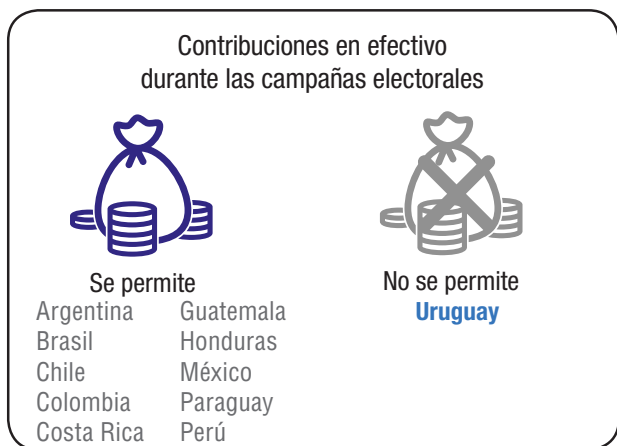 Contribuciones en efectivo
durante las campañas electorales
Se permite
Argentina
Brasil
Chile
Colombia
Costa Rica
Guatemala
Honduras
México
Paraguay
Perú
No se permite
Uruguay